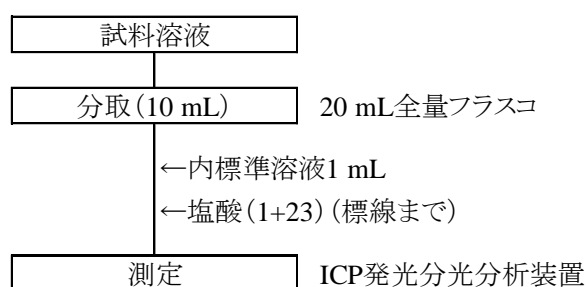 試料溶液
分取(10 mL) 20 mL全量フラスコ
←内標準溶液1 mL
←塩酸(1+23)(標線まで)
測定 ICP発光分光分析装置